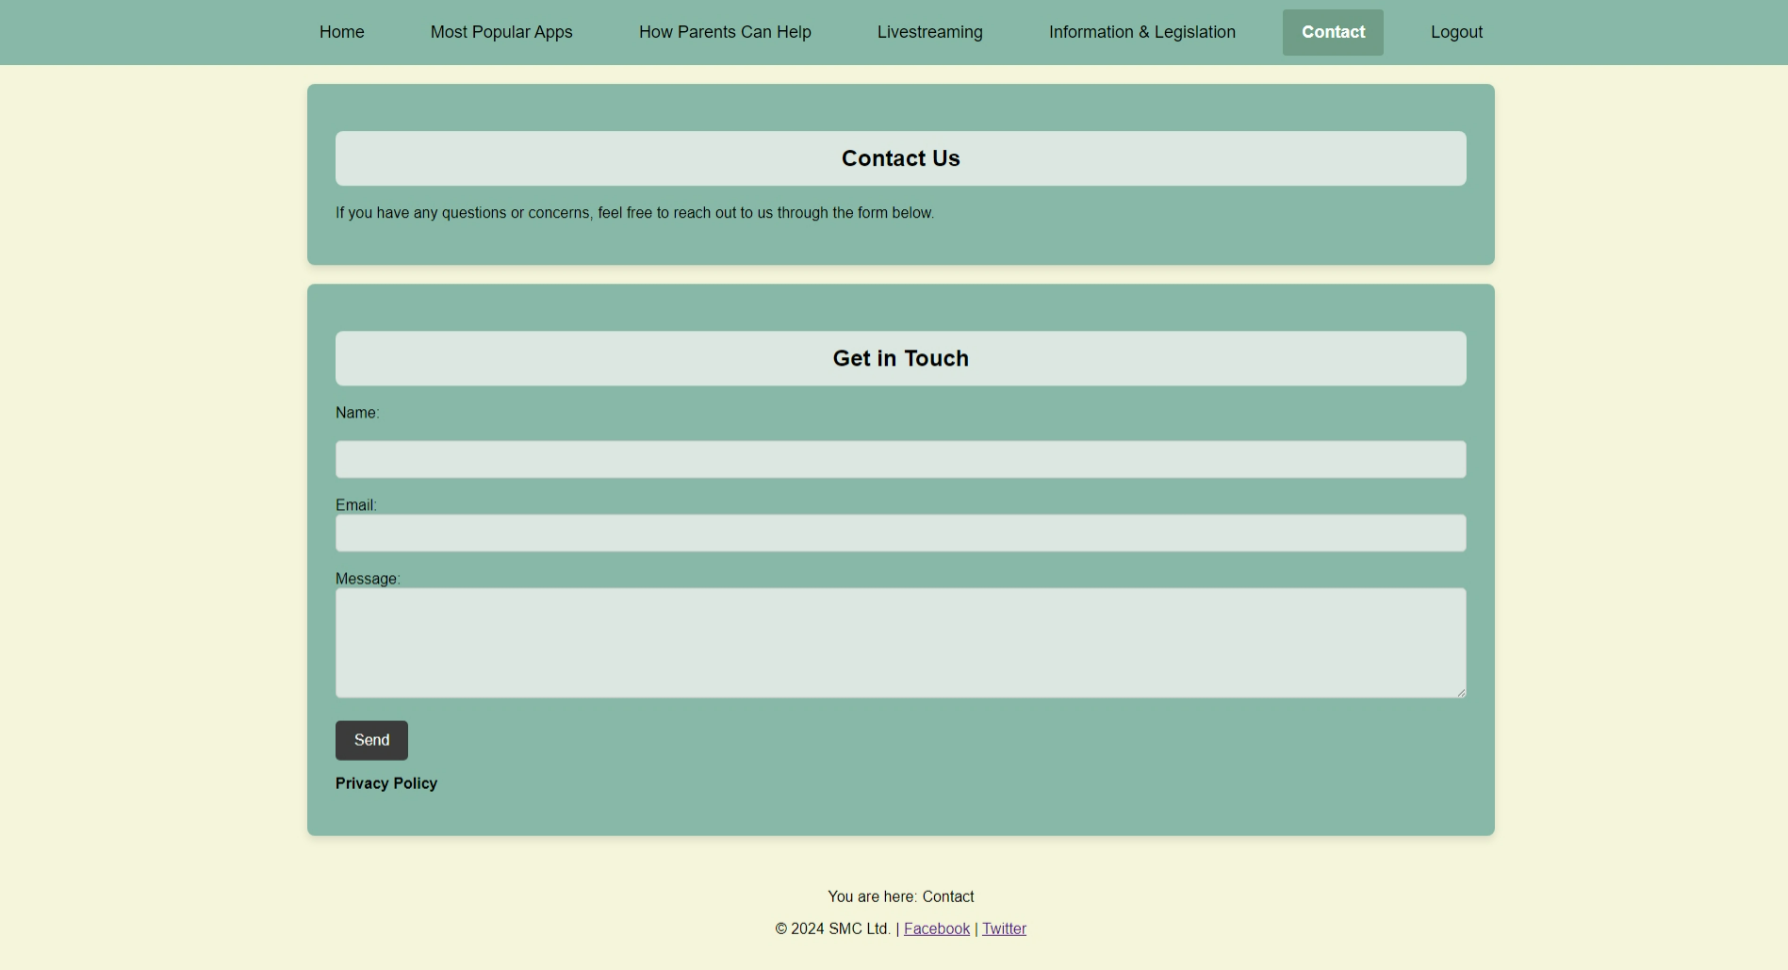 Home Most Popular Apps How Parents Can Help Livestreaming Information & Legislation Contact Logout
Contact Us
If you have any questions or concerns, feel free to reach out to us through the form below.
Get in Touch
Name:
Email:
Message:
Send
Privacy Policy
You are here: Contact
© 2024 SMC Ltd. | Facebook | Twitter